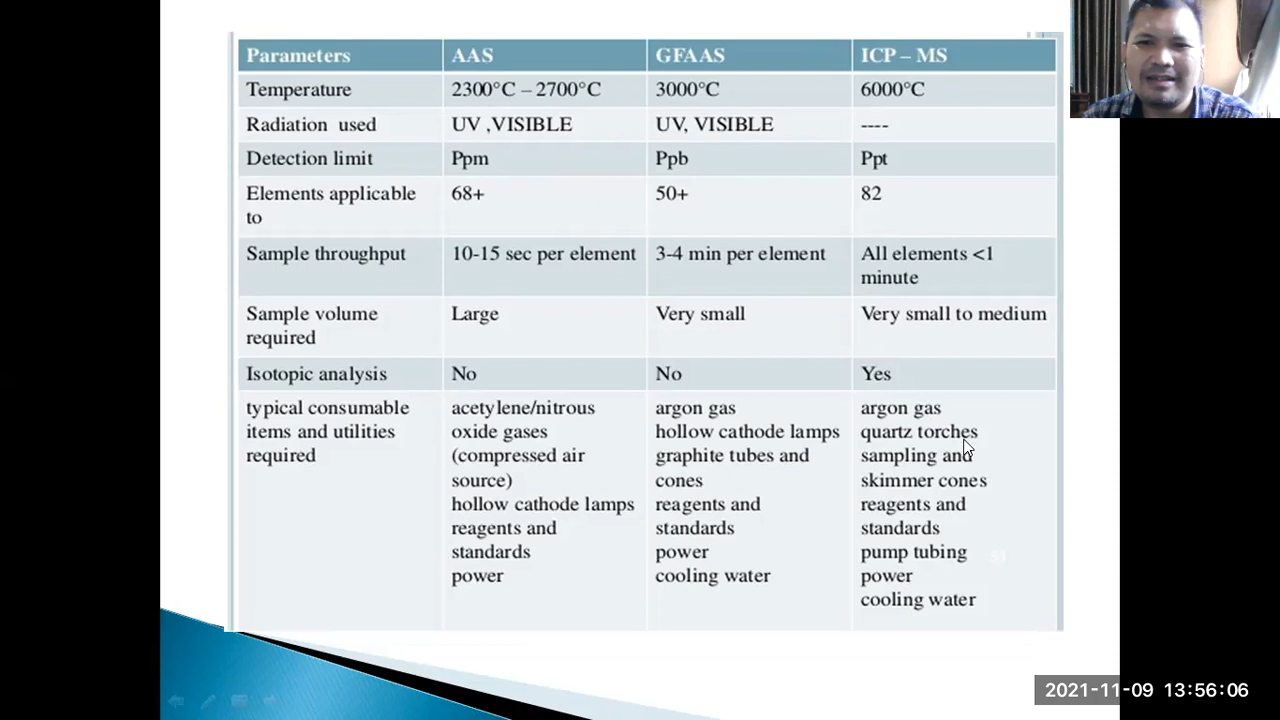 Parameters AAS GFAAS ICP – MS
Temperature 2300°C – 2700°C 3000°C 6000°C
Radiation used UV ,VISIBLE UV, VISIBLE ----
Detection limit Ppm Ppb Ppt
Elements applicable to 68+ 50+ 82
Sample throughput 10-15 sec per element 3-4 min per element All elements <1 minute
Sample volume required Large Very small Very small to medium
Isotopic analysis No No Yes
typical consumable
items and utilities
required
acetylene/nitrous
oxide gases
(compressed air
source)
hollow cathode lamps
reagents and
standards
power
argon gas
hollow cathode lamps
graphite tubes and
cones
reagents and
standards
power
cooling water
argon gas
quartz torches
sampling and
skimmer cones
reagents and
standards
pump tubing
power
cooling water
53
2021-11-09 13:56:06